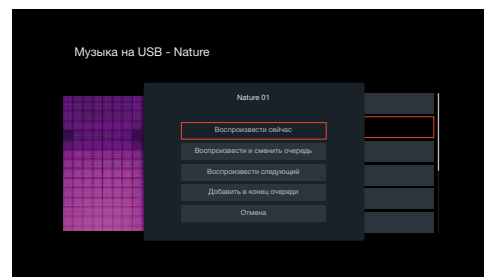 Музыка на USB - Nature
Nature 01
Воспроизвести сейчас
Воспроизвести и сменить очередь
Воспроизвести следующий
Добавить в конец очереди
Отмена